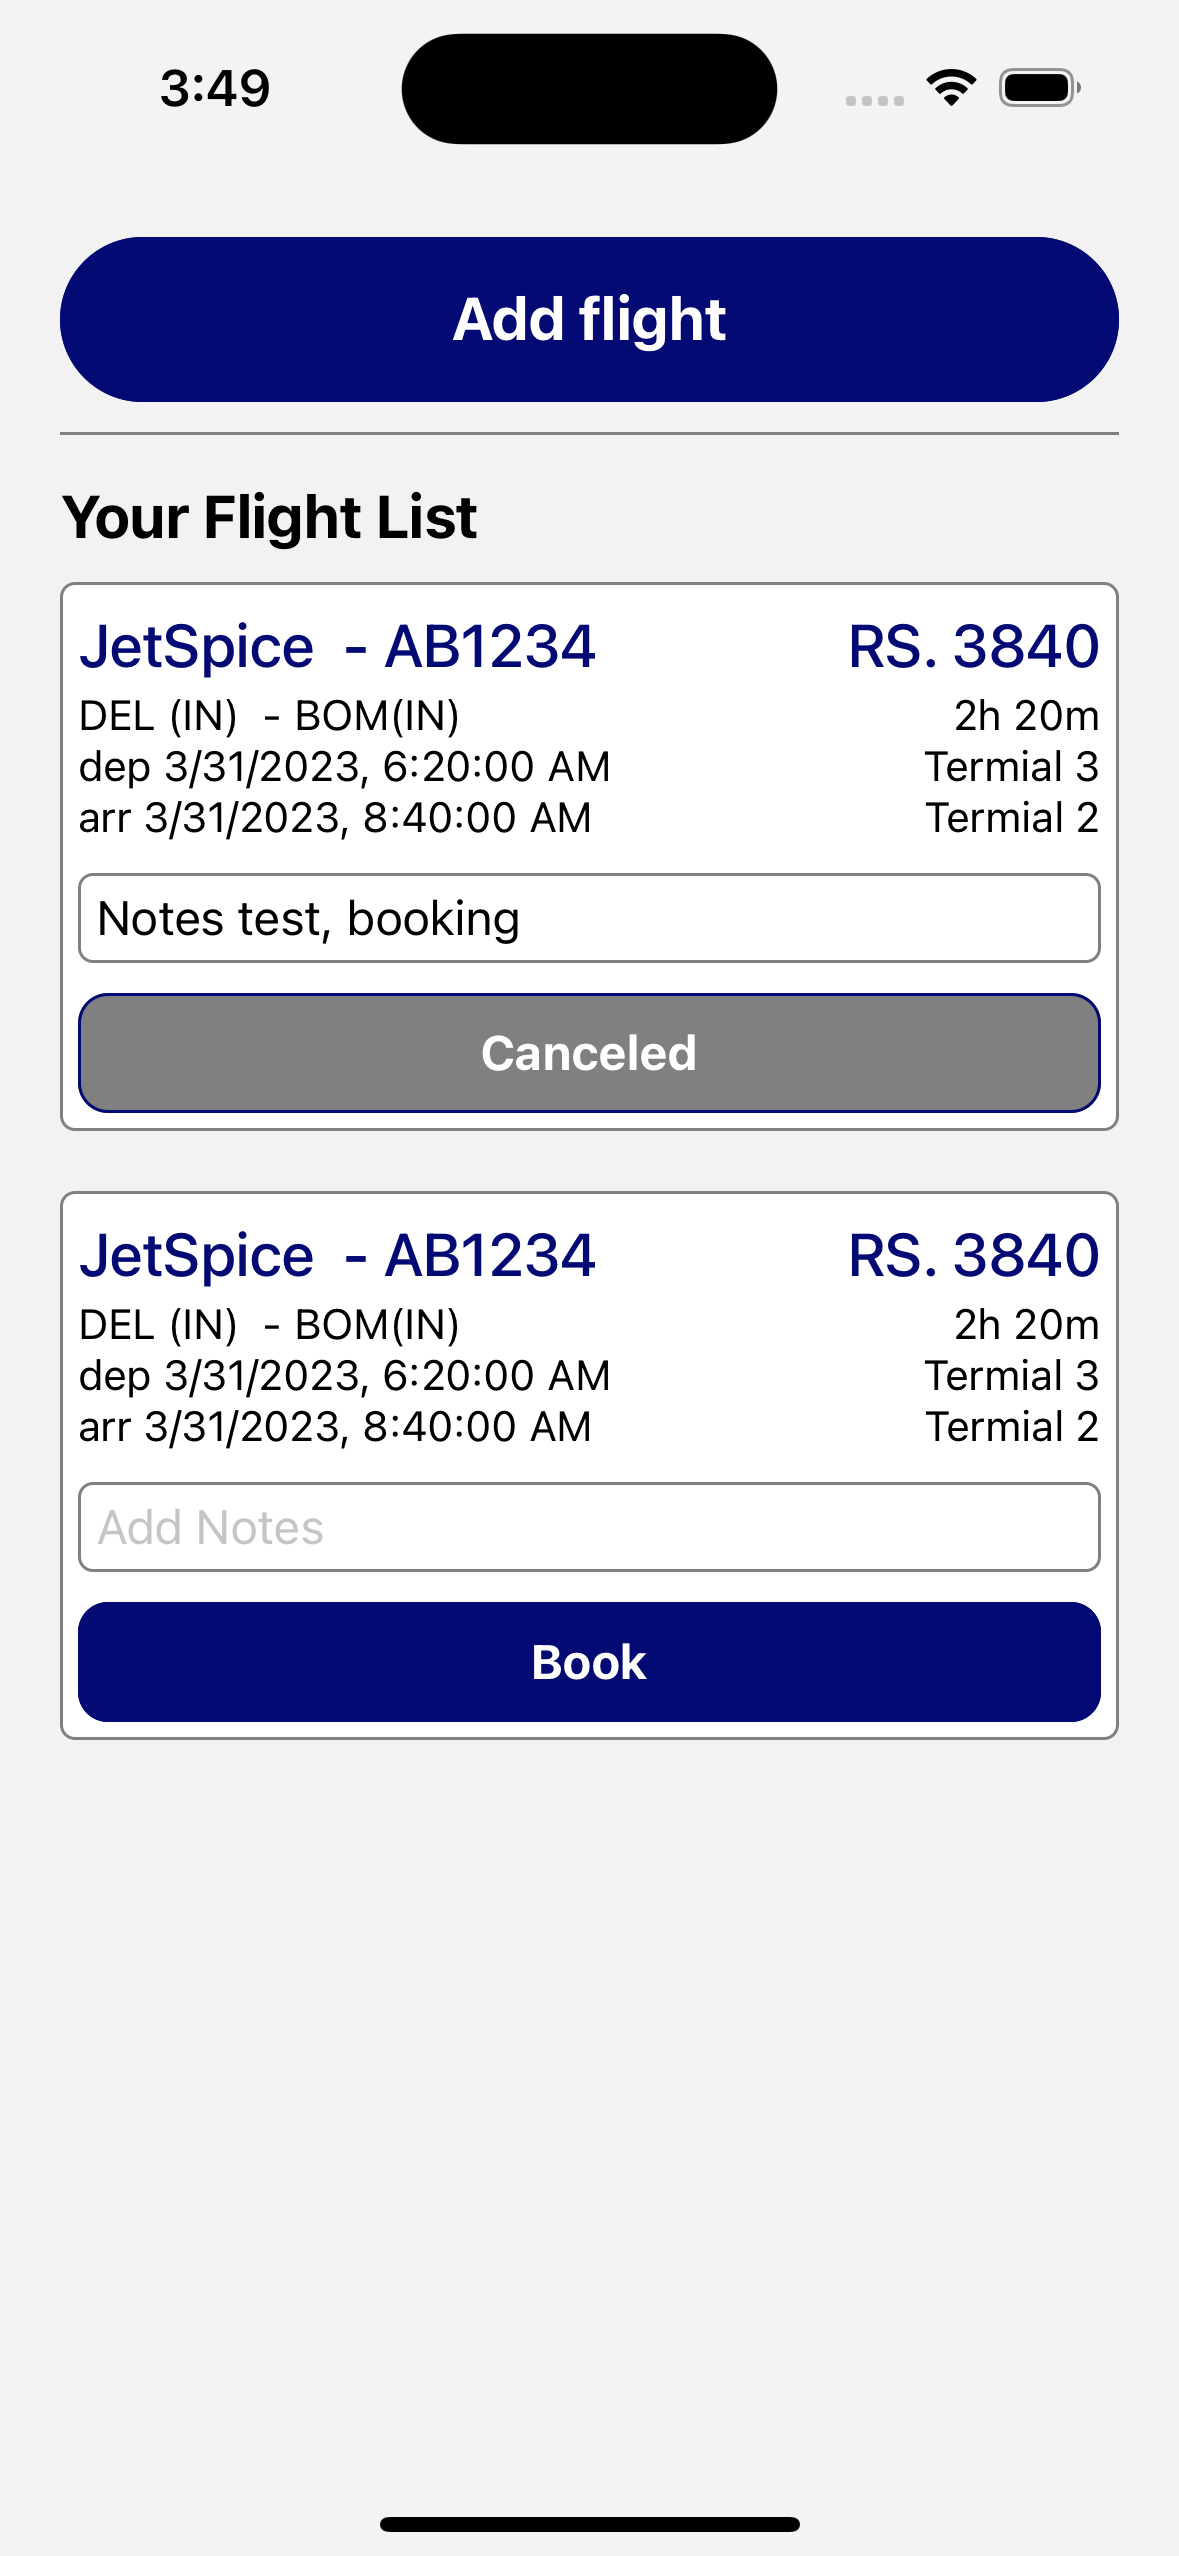 3:49
Add flight
Your Flight List
JetSpice  - AB1234 RS. 3840
DEL (IN)  - BOM(IN) 2h 20m
dep 3/31/2023, 6:20:00 AM Termial 3
arr 3/31/2023, 8:40:00 AM Termial 2
Notes test, booking
Canceled
JetSpice  - AB1234 RS. 3840
DEL (IN)  - BOM(IN) 2h 20m
dep 3/31/2023, 6:20:00 AM Termial 3
arr 3/31/2023, 8:40:00 AM Termial 2
Add Notes
Book